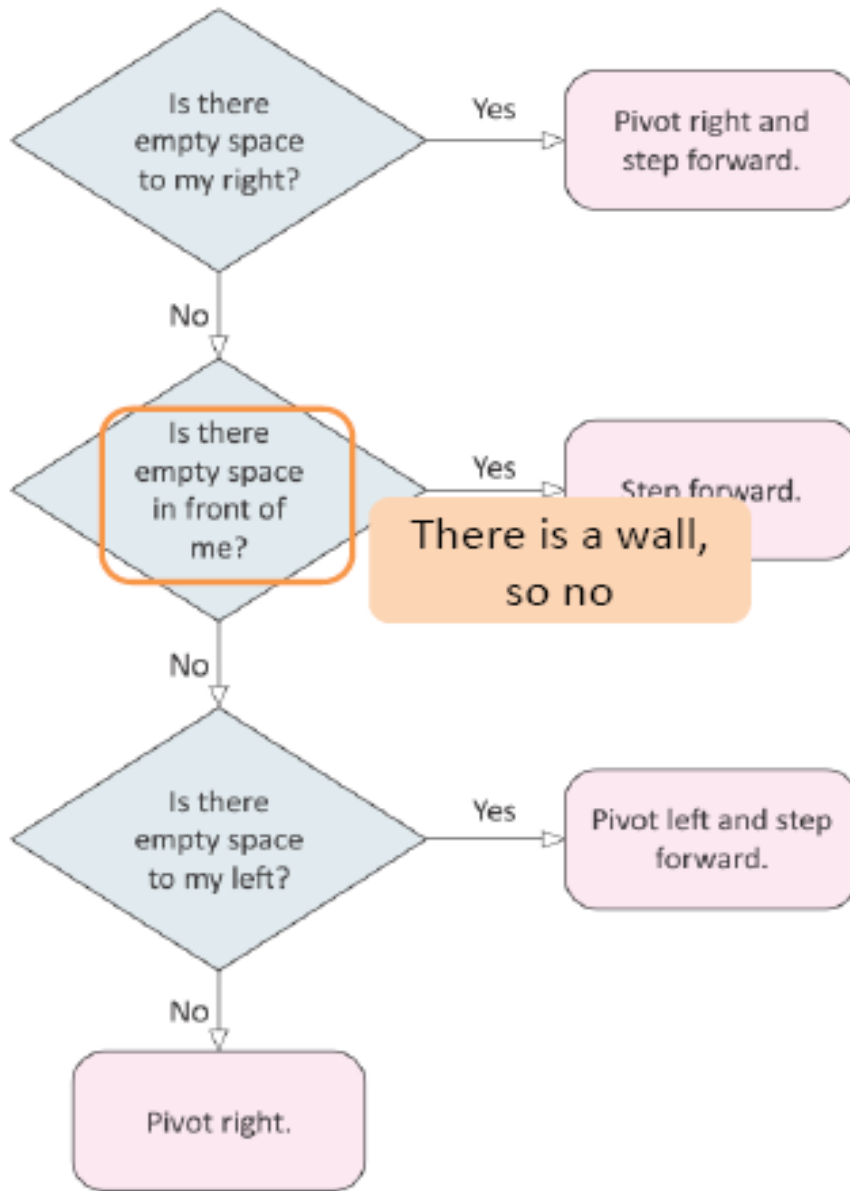 Is there
empty space
to my right?
Yes
Pivot right and
step forward.
No
Is there
empty space
in front of
me?
Yes
Step forward.
There is a wall,
so no
No
Is there
empty space
to my left?
Yes
Pivot left and step
forward.
No
Pivot right.